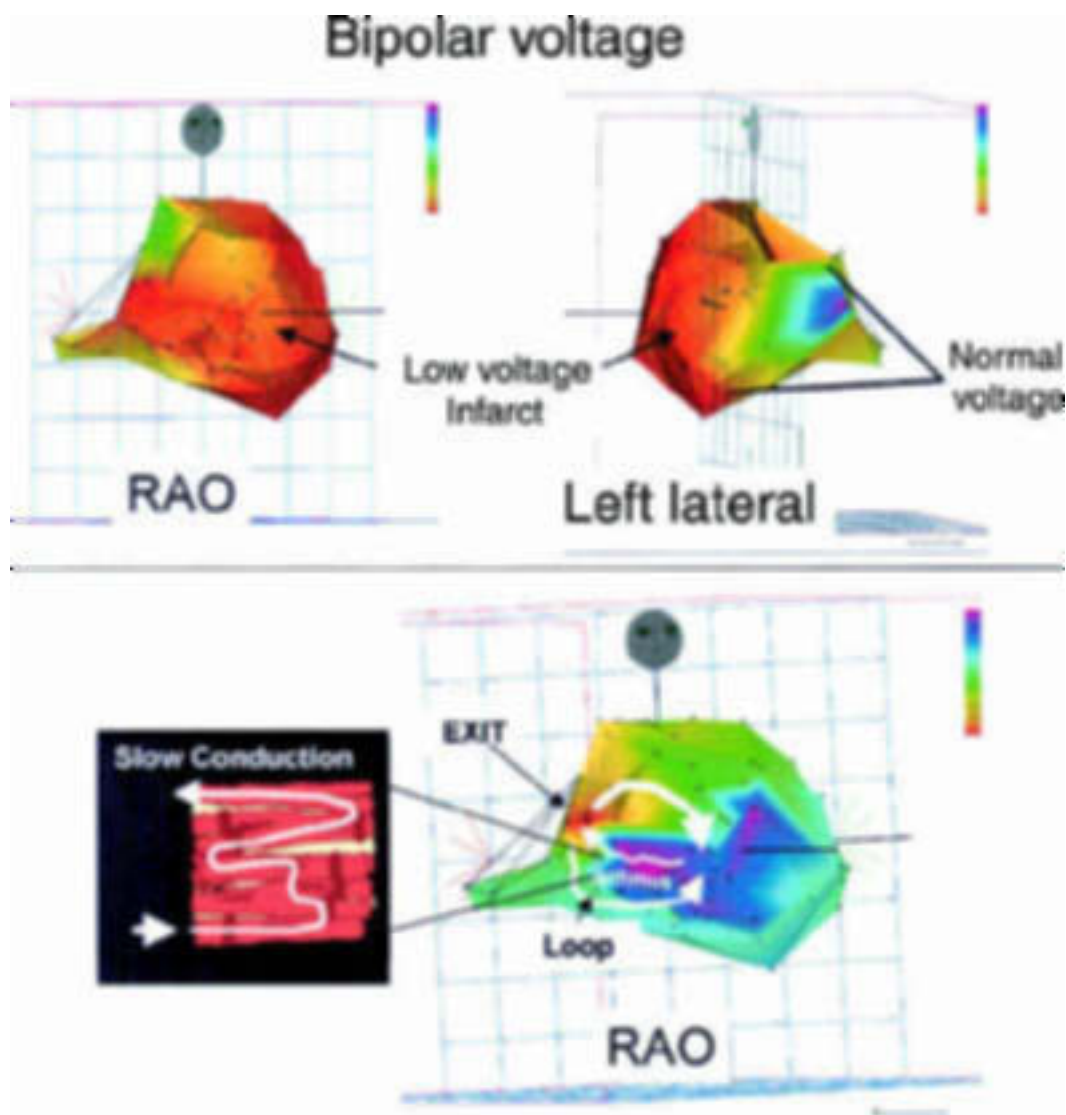 Bipolar voltage
Low voltage
Infarct
Normal
voltage
RAO
Left lateral
Slow Conduction
EXIT
Loop
RAO